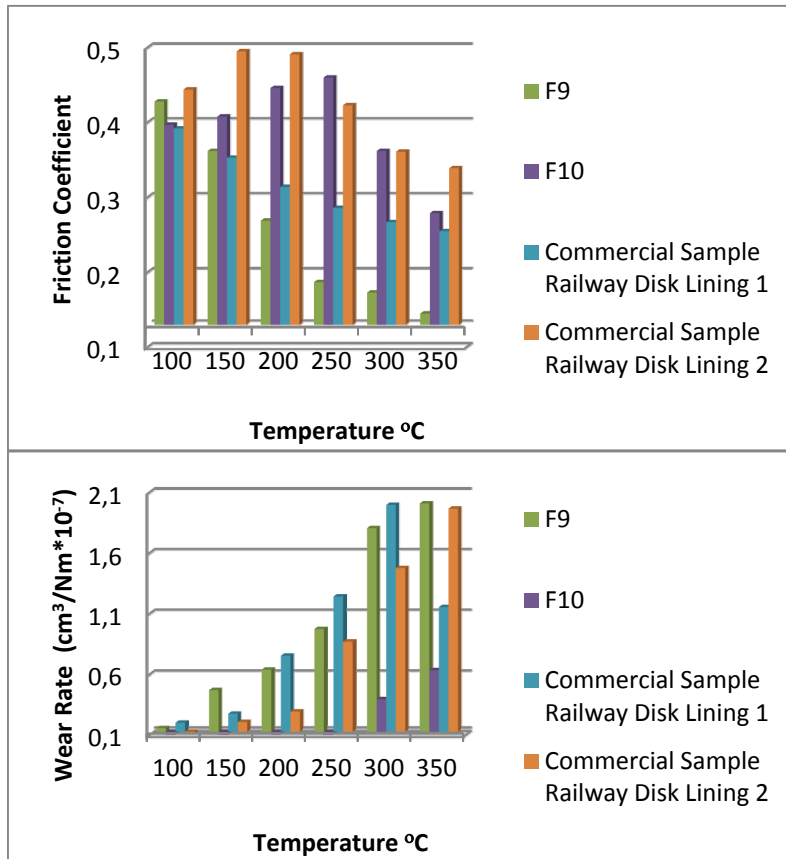 0,5
0,4
0,3
0,2
0,1
Friction Coefficient
100 150 200 250 300 350
Temperature ⁰C
F9
F10
Commercial Sample
Railway Disk Lining 1
Commercial Sample
Railway Disk Lining 2
2,1
1,6
1,1
0,6
0,1
Wear Rate (cm³/Nm*10⁻⁷)
100 150 200 250 300 350
Temperature ⁰C
F9
F10
Commercial Sample
Railway Disk Lining 1
Commercial Sample
Railway Disk Lining 2